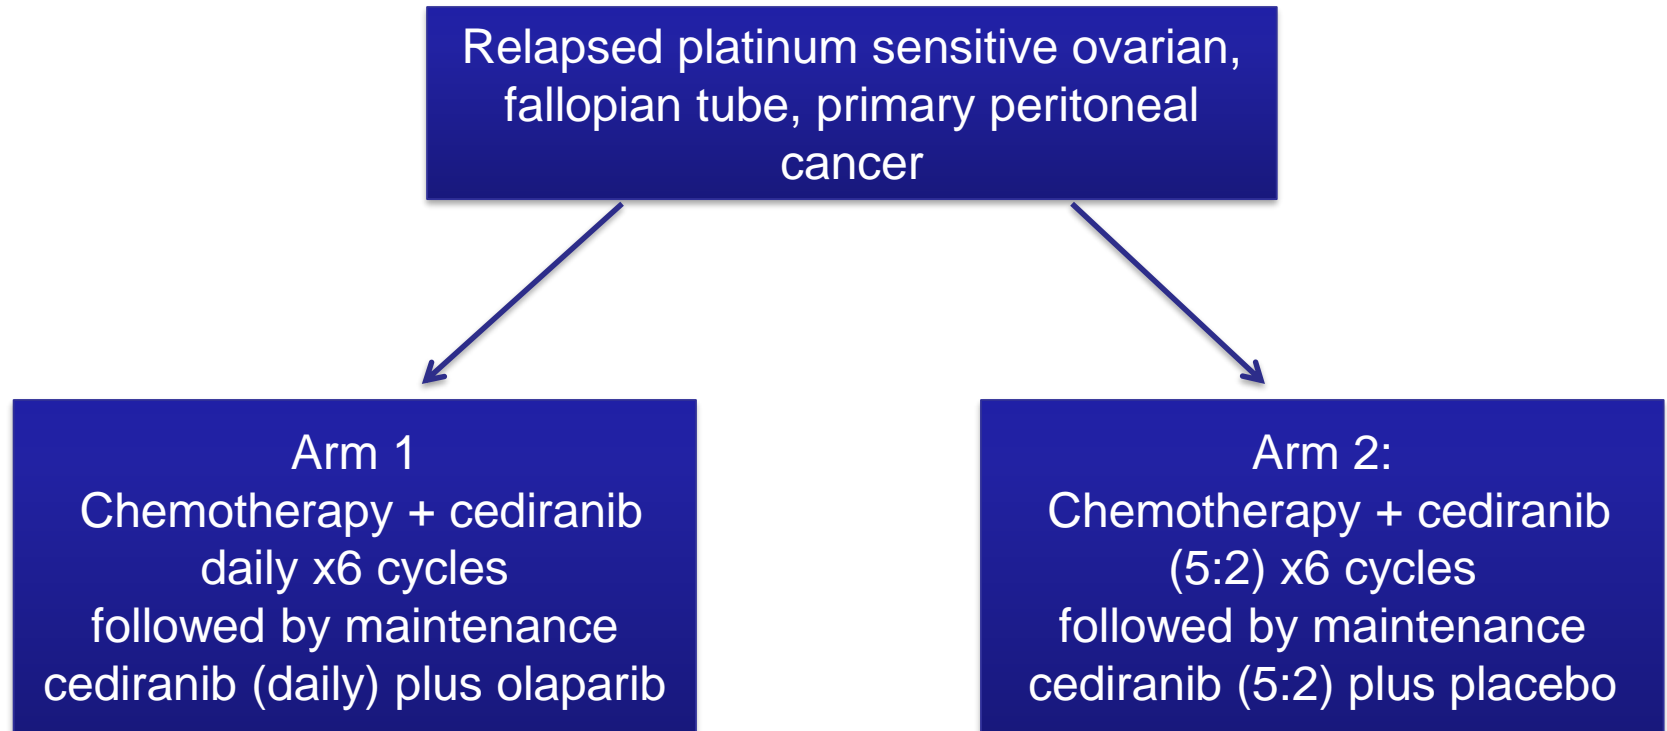 Relapsed platinum sensitive ovarian,
fallopian tube, primary peritoneal
cancer
Arm 1
Chemotherapy + cediranib
daily x6 cycles
followed by maintenance
cediranib (daily) plus olaparib
Arm 2:
Chemotherapy + cediranib
(5:2) x6 cycles
followed by maintenance
cediranib (5:2) plus placebo